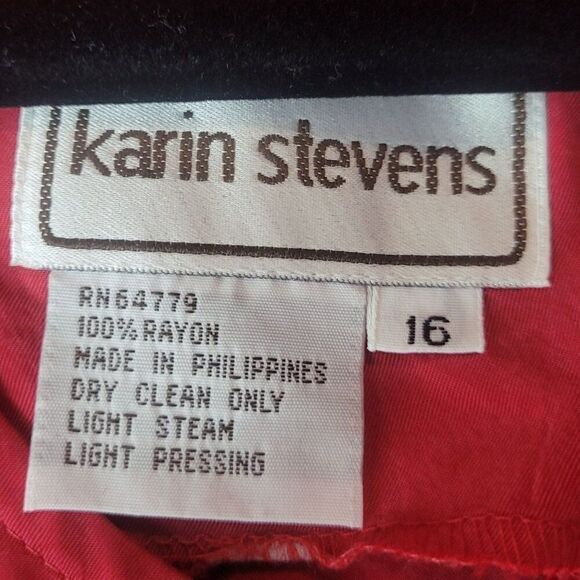 karin stevens
RN64779
100% RAYON
MADE IN PHILIPPINES
DRY CLEAN ONLY
LIGHT STEAM
LIGHT PRESSING
16